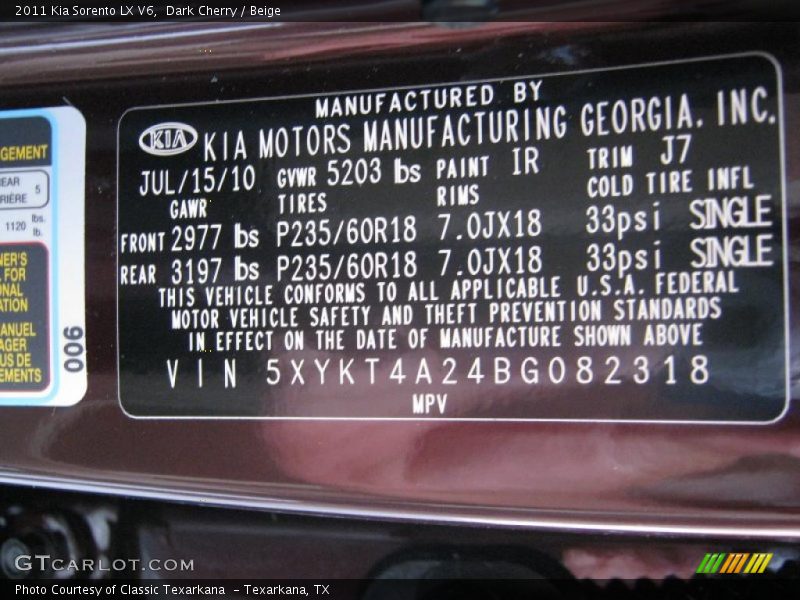 2011 Kia Sorento LX V6, Dark Cherry / Beige
GEMENT
EAR 5
RIÈRE
1120 lbs.
lb.
NER'S
FOR
ONAL
ATION
ANUEL
AGER
US DE
EMENTS
006
MANUFACTURED BY
KIA KIA MOTORS MANUFACTURING GEORGIA, INC.
JUL/15/10 GVWR 5203 lbs PAINT IR TRIM J7
GAWR TIRES RIMS COLD TIRE INFL
FRONT 2977 lbs P235/60R18 7.0JX18 33psi SINGLE
REAR 3197 lbs P235/60R18 7.0JX18 33psi SINGLE
THIS VEHICLE CONFORMS TO ALL APPLICABLE U.S.A. FEDERAL
MOTOR VEHICLE SAFETY AND THEFT PREVENTION STANDARDS
IN EFFECT ON THE DATE OF MANUFACTURE SHOWN ABOVE
VIN 5XYKT4A24BG082318
MPV
GTCARLOT.COM
Photo Courtesy of Classic Texarkana - Texarkana, TX